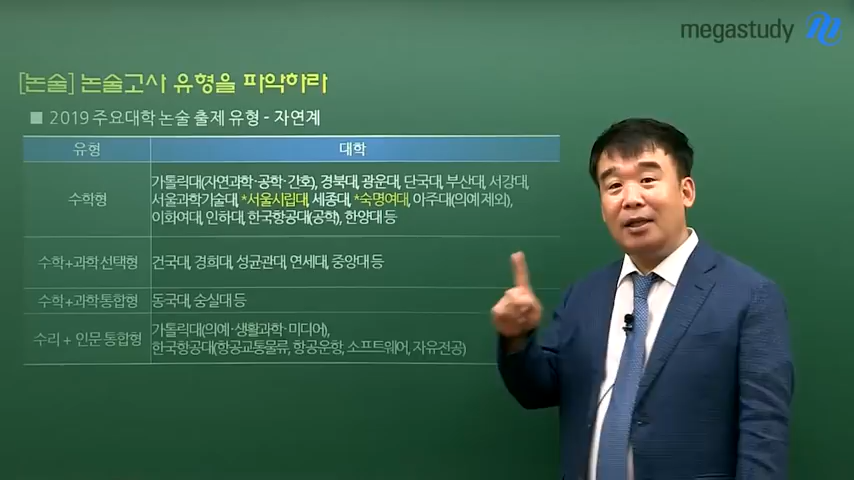 megastudy
[논술] 논술고사 유형을 파악하라
■ 2019 주요대학 논술 출제 유형 - 자연계
유형 대학
수학형
가톨릭대(자연과학·공학·간호), 경북대, 광운대, 단국대, 부산대, 서강대,
서울과학기술대, *서울시립대, 세종대, *숙명여대, 아주대(의예 제외),
이화여대, 인하대, 한국항공대(공학), 한양대 등
수학+과학 선택형 건국대, 경희대, 성균관대, 연세대, 중앙대 등
수학+과학 통합형 동국대, 숭실대 등
수리 + 인문 통합형
가톨릭대(의예·생활과학·미디어),
한국항공대(항공교통물류, 항공운항, 소프트웨어, 자유전공)